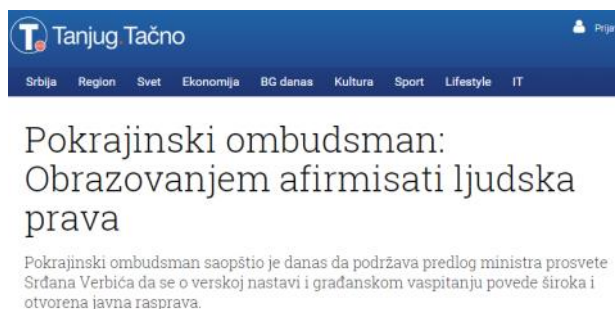 Tanjug.Tačno
Srbija Region Svet Ekonomija BG danas Kultura Sport Lifestyle IT
Pokrajinski ombudsman:
Obrazovanjem afirmisati ljudska
prava
Pokrajinski ombudsman saopštio je danas da podržava predlog ministra prosvete
Srđana Verbića da se o verskoj nastavi i građanskom vaspitanju povede široka i
otvorena javna rasprava.